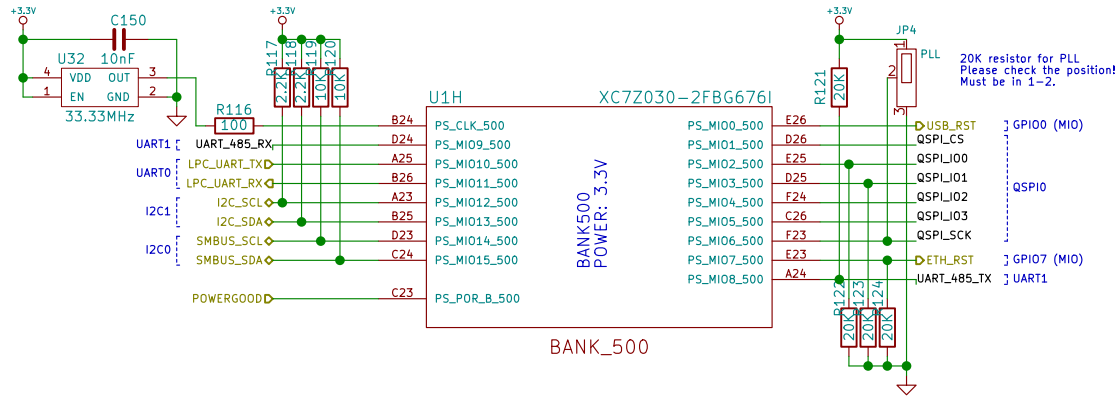 +3.3V
C150
10nF
U32
4 VDD OUT 3
1 EN GND 2
33.33MHz
R116
100
+3.3V
R117
2.2K
R118
2.2K
R119
10K
R120
10K
UART1
UART0
I2C1
I2C0
UART_485_RX
LPC_UART_TX
LPC_UART_RX
I2C_SCL
I2C_SDA
SMBUS_SCL
SMBUS_SDA
POWERGOOD
U1H
XC7Z030-2FBG676I
B24 PS_CLK_500
D24 PS_MIO9_500
A25 PS_MIO10_500
B26 PS_MIO11_500
A23 PS_MIO12_500
B25 PS_MIO13_500
D23 PS_MIO14_500
C24 PS_MIO15_500
C23 PS_POR_B_500
BANK500
POWER: 3.3V
PS_MIO0_500 E26
PS_MIO1_500 D26
PS_MIO2_500 E25
PS_MIO3_500 D25
PS_MIO4_500 F24
PS_MIO5_500 C26
PS_MIO6_500 F23
PS_MIO7_500 E23
PS_MIO8_500 A24
BANK_500
+3.3V
R121
20K
JP4
PLL
1
2
3
20K resistor for PLL
Please check the position!
Must be in 1-2.
USB_RST
QSPI_CS
QSPI_IO0
QSPI_IO1
QSPI_IO2
QSPI_IO3
QSPI_SCK
ETH_RST
UART_485_TX
GPIO0 (MIO)
QSPI0
GPIO7 (MIO)
UART1
R122
20K
R123
20K
R124
20K